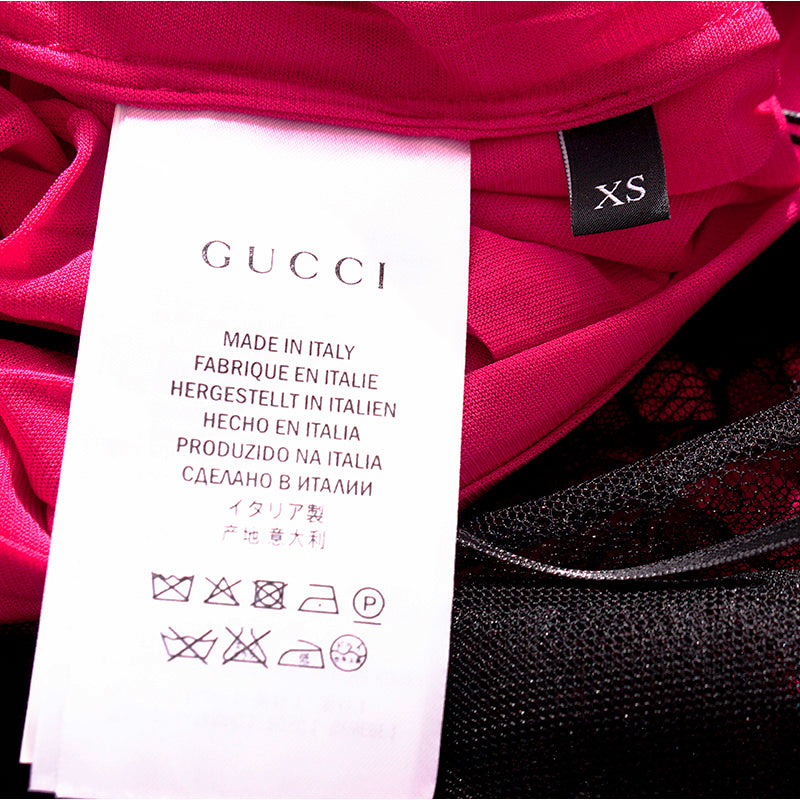 GUCCI
XS
MADE IN ITALY
FABRIQUE EN ITALIE
HERGESTELLT IN ITALIEN
HECHO EN ITALIA
PRODUZIDO NA ITALIA
СДЕЛАНО В ИТАЛИИ
イタリア製
产地 意大利
P